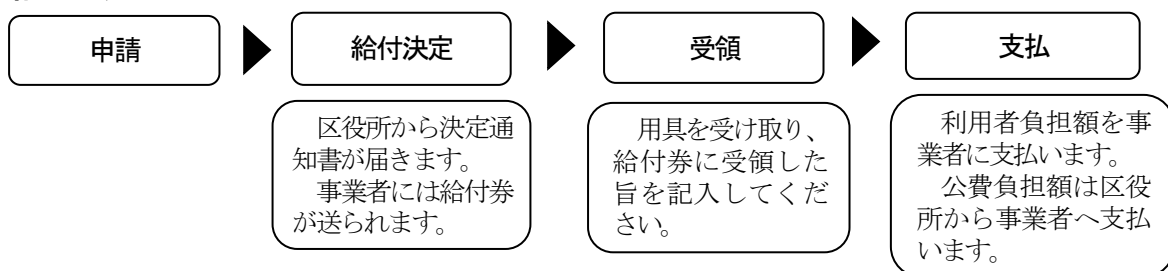 申請
給付決定
受領
支払
区役所から決定通
知書が届きます。
事業者には給付券
が送られます。
用具を受け取り、
給付券に受領した
旨を記入してくだ
さい。
利用者負担額を事
業者に支払います。
公費負担額は区役
所から事業者へ支払
います。